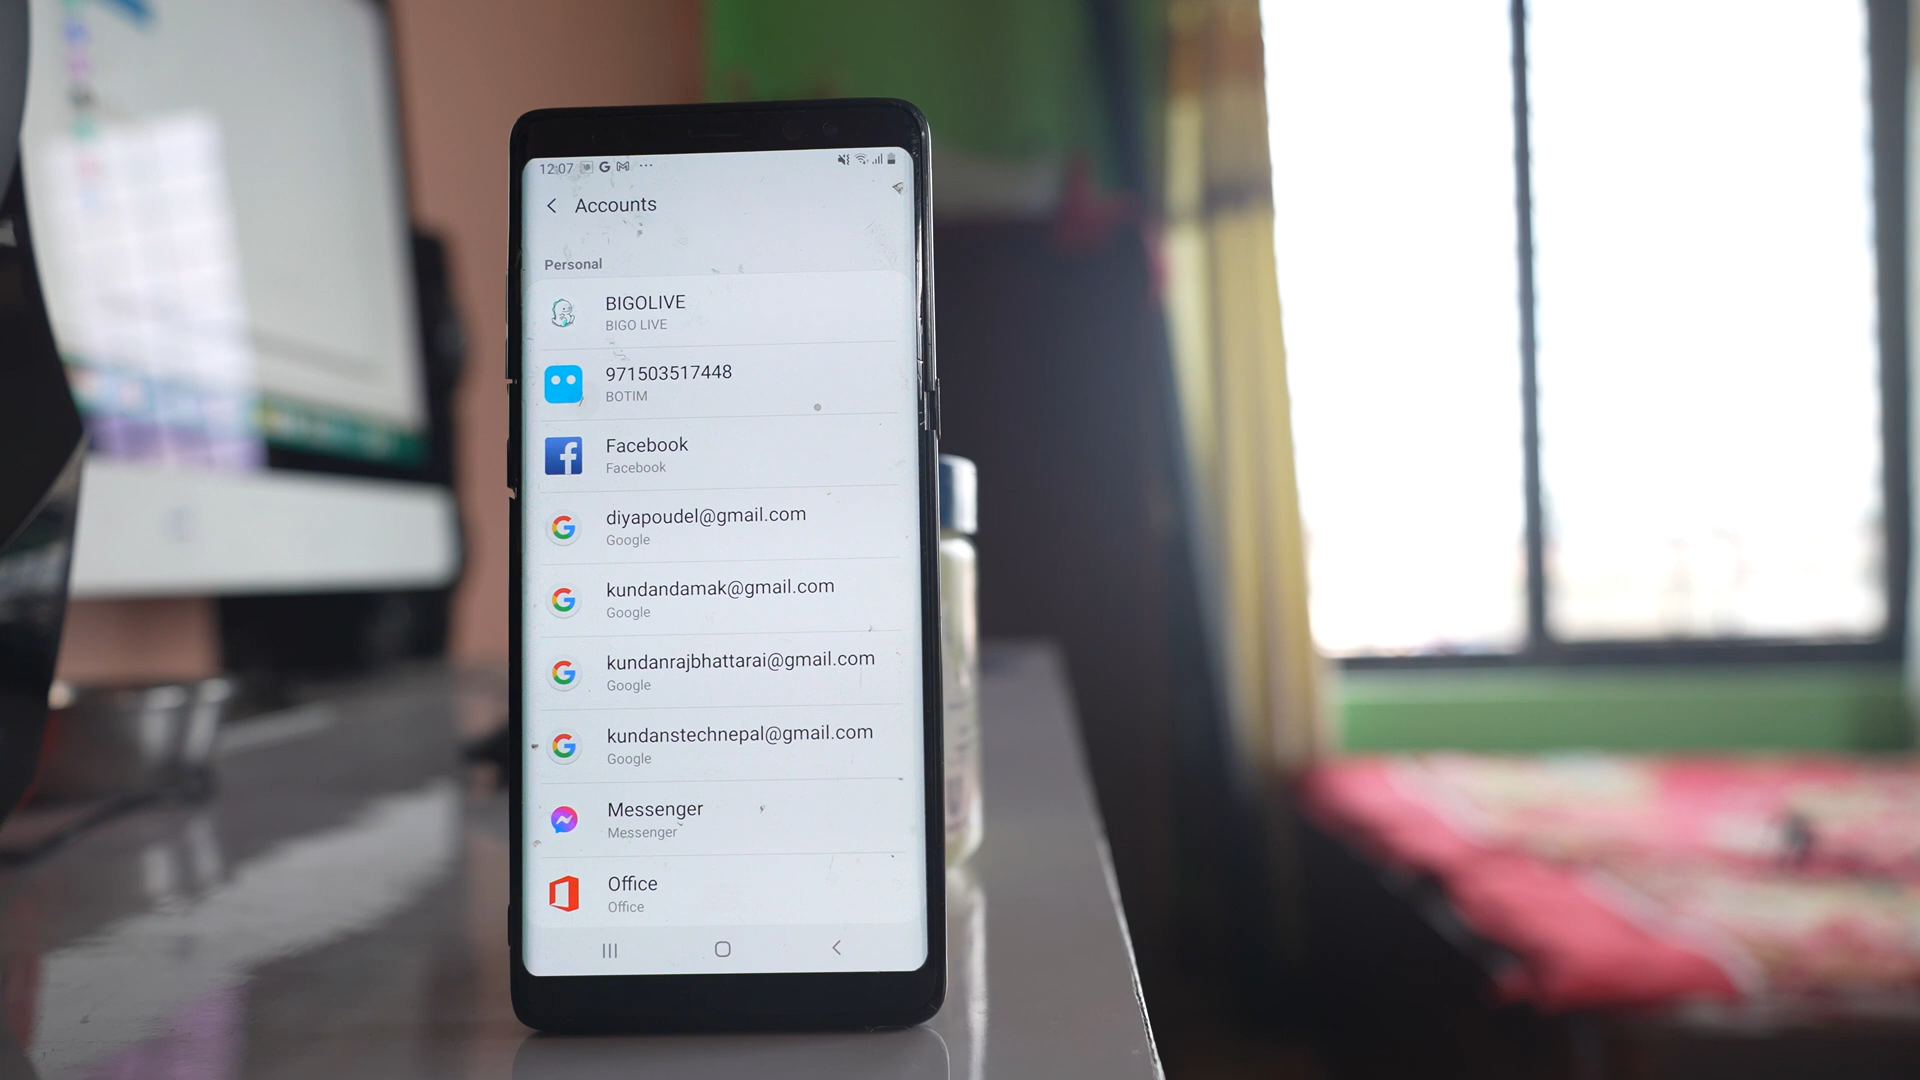 12:07
Accounts
Personal
BIGOLIVE
BIGO LIVE
971503517448
BOTIM
Facebook
Facebook
diyapoudel@gmail.com
Google
kundandamak@gmail.com
Google
kundanrajbhattarai@gmail.com
Google
kundanstechnepal@gmail.com
Google
Messenger
Messenger
Office
Office